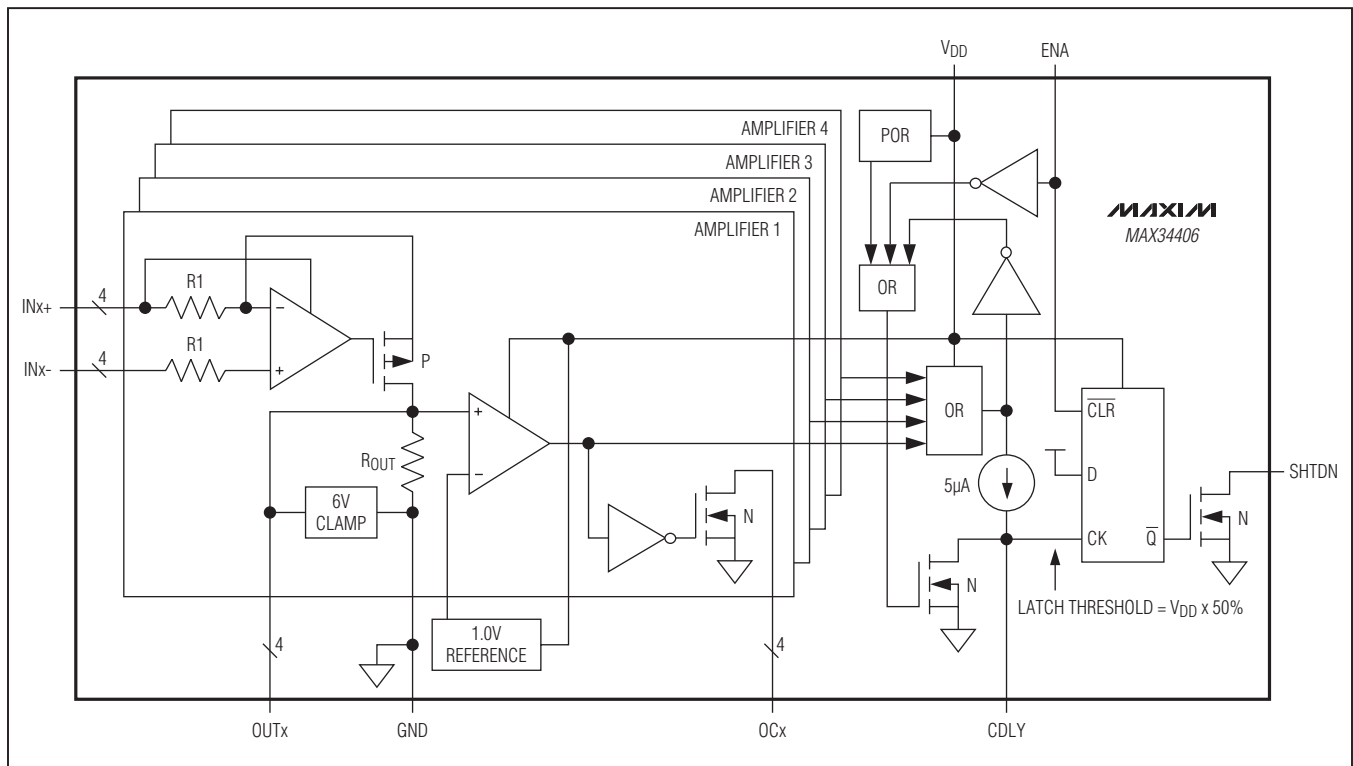 VDD
ENA
AMPLIFIER 4
AMPLIFIER 3
AMPLIFIER 2
AMPLIFIER 1
POR
MAXIM
MAX34406
OR
INx+
4
R1
−
INx-
4
R1
+
P
+
−
ROUT
6V
CLAMP
N
1.0V
REFERENCE
OR
5µA
CLR
D
CK
Q
N
SHTDN
N
LATCH THRESHOLD = VDD x 50%
4
4
OUTx
GND
OCx
CDLY